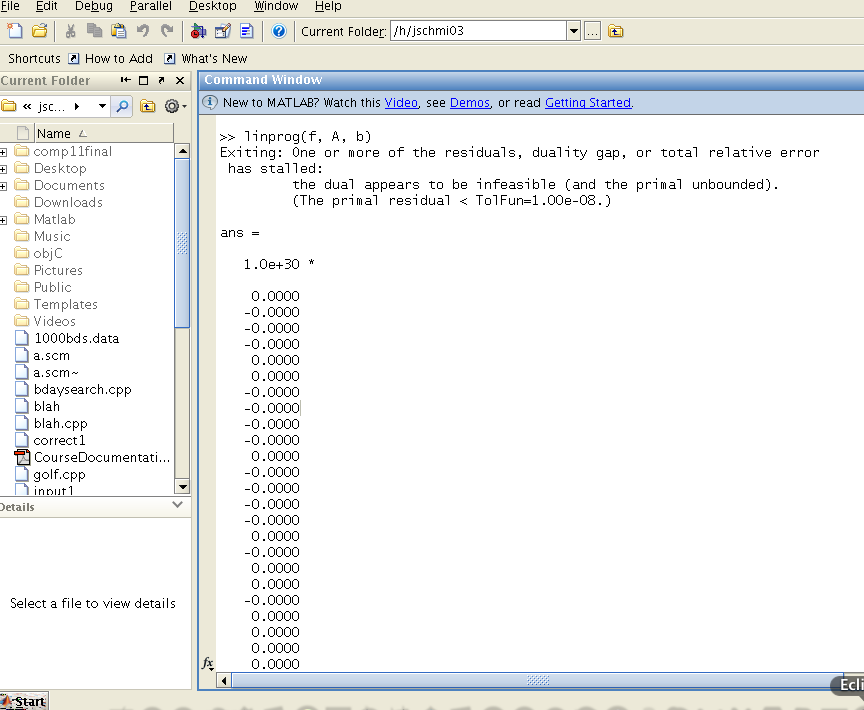 File Edit Debug Parallel Desktop Window Help
Current Folder: /h/jschmi03 ...
Shortcuts How to Add What's New
Current Folder
« jsc...
Name
comp11final
Desktop
Documents
Downloads
Matlab
Music
objC
Pictures
Public
Templates
Videos
1000bds.data
a.scm
a.scm~
bdaysearch.cpp
blah
blah.cpp
correct1
CourseDocumentati...
golf.cpp
input1
Details
Select a file to view details
Command Window
New to MATLAB? Watch this Video, see Demos, or read Getting Started.
>> linprog(f, A, b)
Exiting: One or more of the residuals, duality gap, or total relative error
has stalled:
the dual appears to be infeasible (and the primal unbounded).
(The primal residual < TolFun=1.00e-08.)
ans =
1.0e+30 *
0.0000
-0.0000
-0.0000
-0.0000
0.0000
0.0000
-0.0000
-0.0000
-0.0000
-0.0000
0.0000
-0.0000
-0.0000
-0.0000
-0.0000
0.0000
-0.0000
0.0000
0.0000
-0.0000
0.0000
0.0000
0.0000
0.0000
fx
Start
Ecli